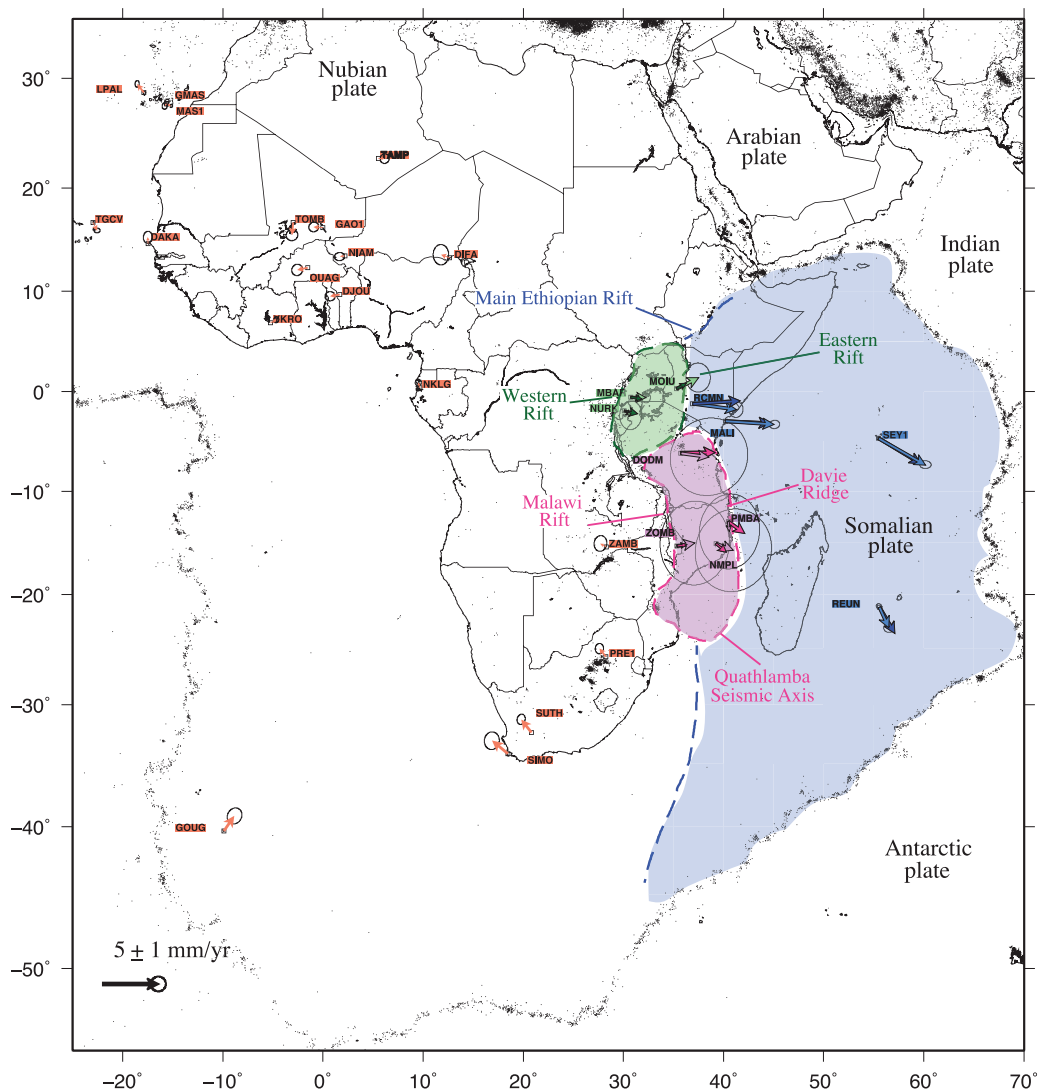 Nubian
plate
LPAL
GMAS
MAS1
Arabian
plate
TAMP
TGCV
TOMB
GAO1
DAKA
NIAM
DIFA
Indian
plate
OUAG
DJOU
JKRO
Main Ethiopian Rift
Eastern
Rift
NKLG
MOIU
MBAR
Western
Rift
NURK
RCMN
MALI
SEY1
DODM
Davie
Ridge
Malawi
Rift
PMBA
Somalian
plate
ZOMB
ZAMB
NMPL
REUN
PRE1
Quathlamba
Seismic Axis
SUTH
SIMO
GOUG
Antarctic
plate
5 ± 1 mm/yr
30°
20°
10°
0°
−10°
−20°
−30°
−40°
−50°
−20° −10° 0° 10° 20° 30° 40° 50° 60° 70°